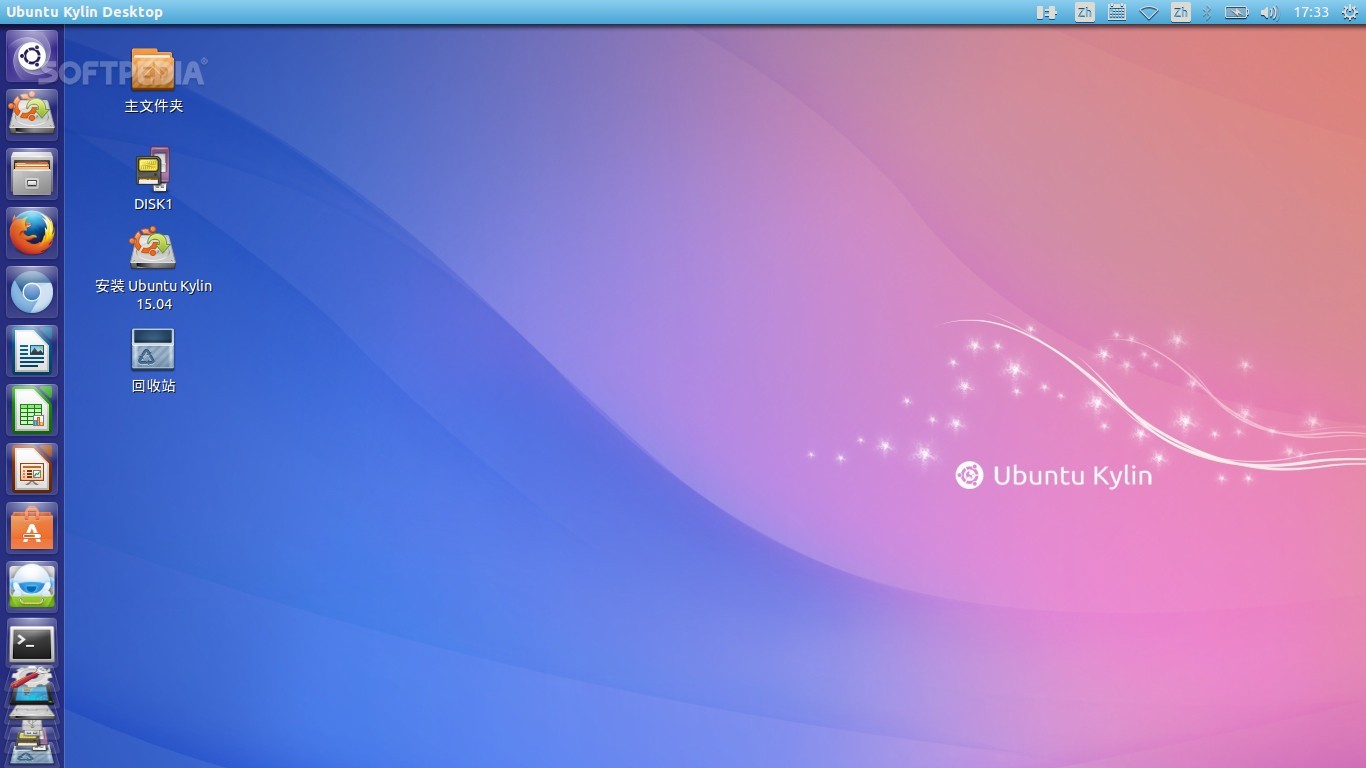 Ubuntu Kylin Desktop
Zh
Zh
17:33
SOFTPEDIA®
主文件夹
DISK1
安装 Ubuntu Kylin
15.04
回收站
Ubuntu Kylin